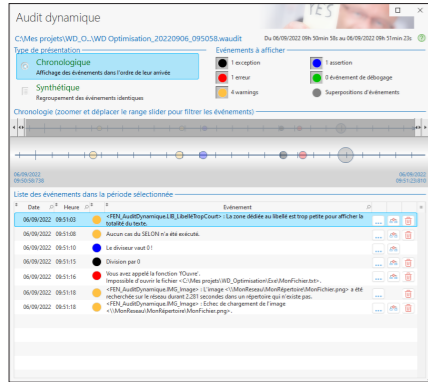 Audit dynamique
C:\Mes projets\WD_O...\WD Optimisation_20220906_095058.waudit
Du 06/09/2022 09h 50min 58s au 06/09/2022 09h 51min 23s
Type de présentation
Evénements à afficher
Chronologique
Affichage des événements dans l'ordre de leur arrivée
Synthétique
Regroupement des événements identiques
1 exception
1 assertion
1 erreur
0 événement de débogage
4 warnings
Superpositions d'événements
Chronologie (zoomer et déplacer le range slider pour filtrer les événements)
06/09/2022
09:50:58:738
06/09/2022
09:51:23:010
Liste des événements dans la période sélectionnée
Date Heure Evénement
06/09/2022 09:51:03 <FEN_AuditDynamique.LIB_LibelléTropCourt> : La zone dédiée au libellé est trop petite pour afficher la
totalité du texte.
06/09/2022 09:51:08 Aucun cas du SELON n'a été exécuté.
06/09/2022 09:51:10 Le diviseur vaut 0 !
06/09/2022 09:51:15 Division par 0
06/09/2022 09:51:16 Vous avez appelé la fonction 'fOuvre'.
Impossible d'ouvrir le fichier <C:\Mes projets\WD_Optimisation\Exe\MonFichier.txt>.
06/09/2022 09:51:18 <FEN_AuditDynamique.IMG_Image> : L'image <\\MonReseau\MonRépertoire\MonFichier.png> a été
recherchée sur le réseau durant 2.281 secondes dans un répertoire qui n'existe pas.
06/09/2022 09:51:18 <FEN_AuditDynamique.IMG_Image> : Echec de chargement de l'image
<\\MonReseau\MonRépertoire\MonFichier.png>.